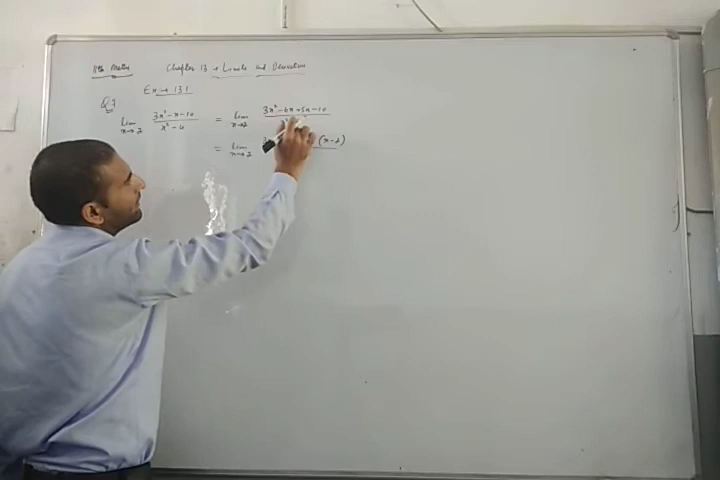 11th Maths Chapter 13 → Limits and Derivatives
Ex → 13.1
Q.7
lim x→2 3x² - x - 10 / x² - 4 = lim x→2 3x² - 6x + 5x - 10
= lim x→2 (x-2)